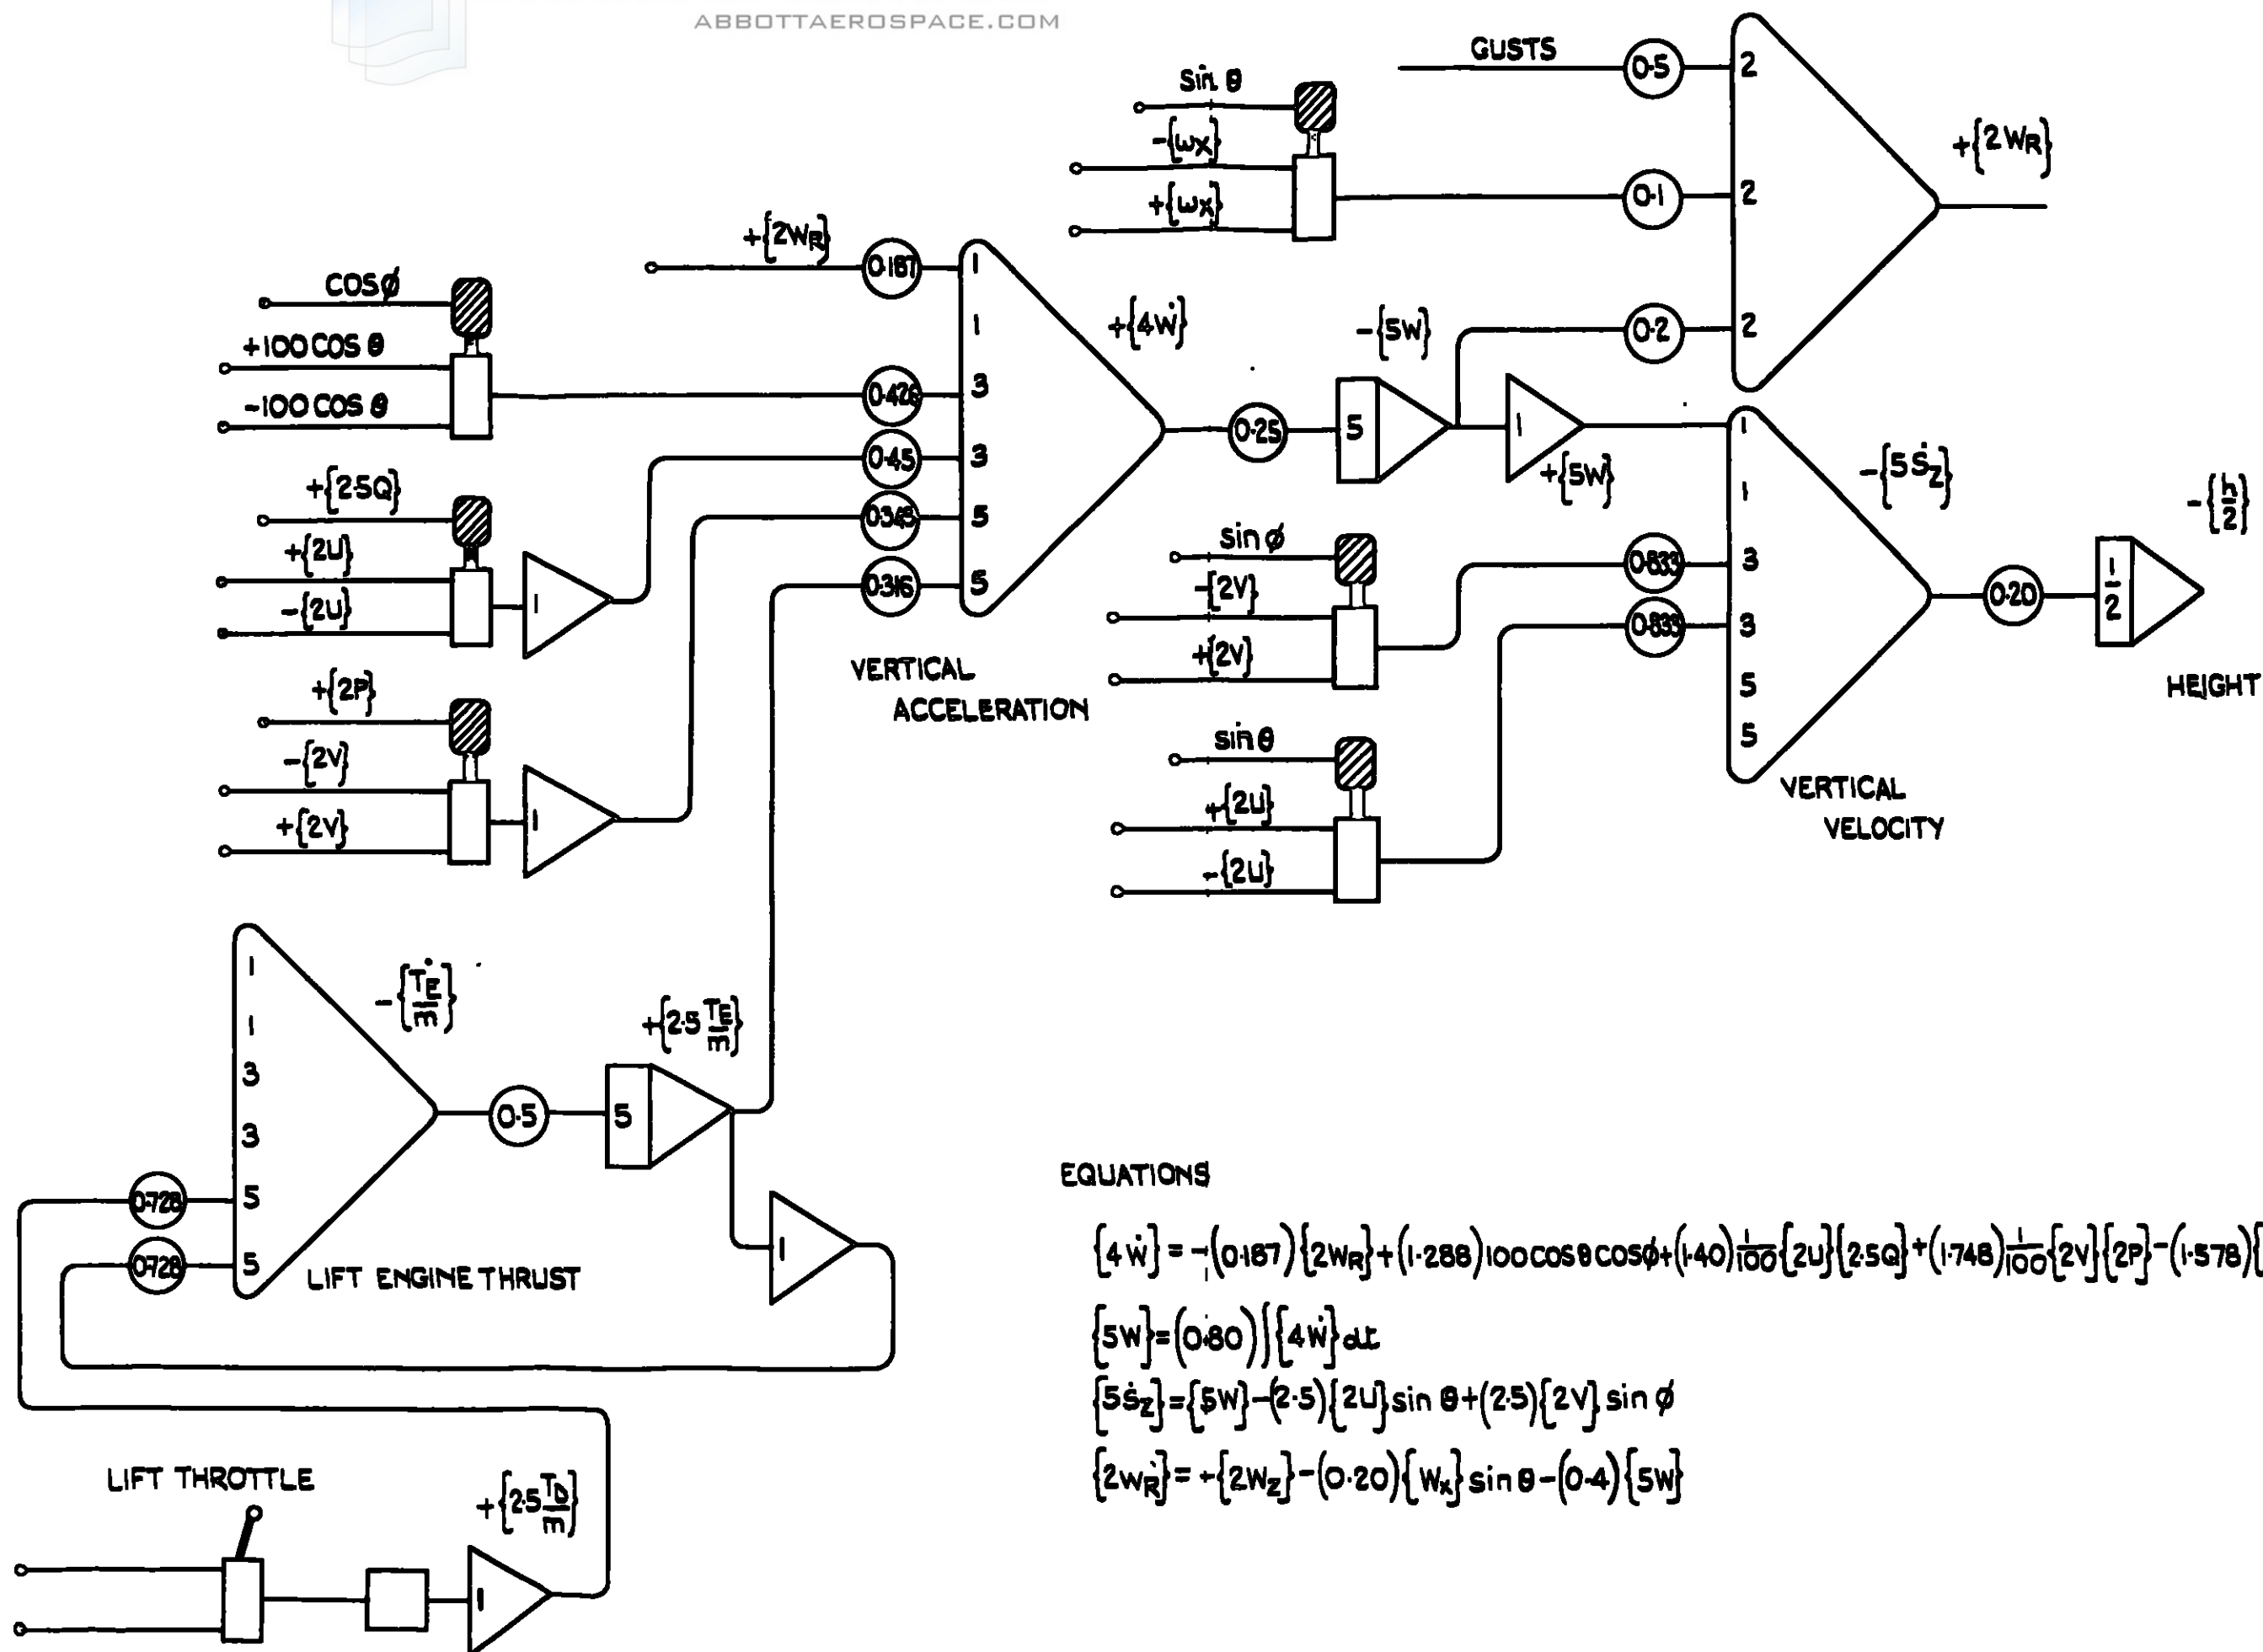 ABBOTTAEROSPACE.COM
GUSTS
0.5
2
sin θ
-{ωX}
+{ωX}
0.1
2
+{2WR}
0.2
2
+{2WR}
0.187
1
1
COS ϕ
+100 COS θ
-100 COS θ
0.426
3
+{2.5Q}
+{2U}
-{2U}
1
0.45
3
+{2P}
-{2V}
+{2V}
1
5
0.316
5
+{4Ẇ}
VERTICAL
ACCELERATION
0.25
5
-{5W}
1
+{5W}
1
1
sin ϕ
-{2V}
+{2V}
0.833
3
sin θ
+{2U}
-{2U}
0.833
3
5
5
-{5ṠZ}
VERTICAL
VELOCITY
0.20
1/2
-{h/2}
HEIGHT
1
1
3
3
0.728
5
0.728
5
-{ṪE/m}
LIFT ENGINE THRUST
0.5
5
+{2.5 TE/m}
1
LIFT THROTTLE
1
+{2.5 TD/m}
EQUATIONS
{4ẇ} = -(0.187){2WR}+(1.288)100 COS θ COS ϕ+(1.40) 1/100 {2U}{2.5Q}+(1.748) 1/100 {2V}{2P}-(1.578){
{5W}=(0.80)∫{4Ẇ}dt
{5ṡZ}={5W}-(2.5){2U}sin θ+(2.5){2V}sin ϕ
{2WR}= +{2WZ}-(0.20){Wx}sin θ-(0.4){5W}